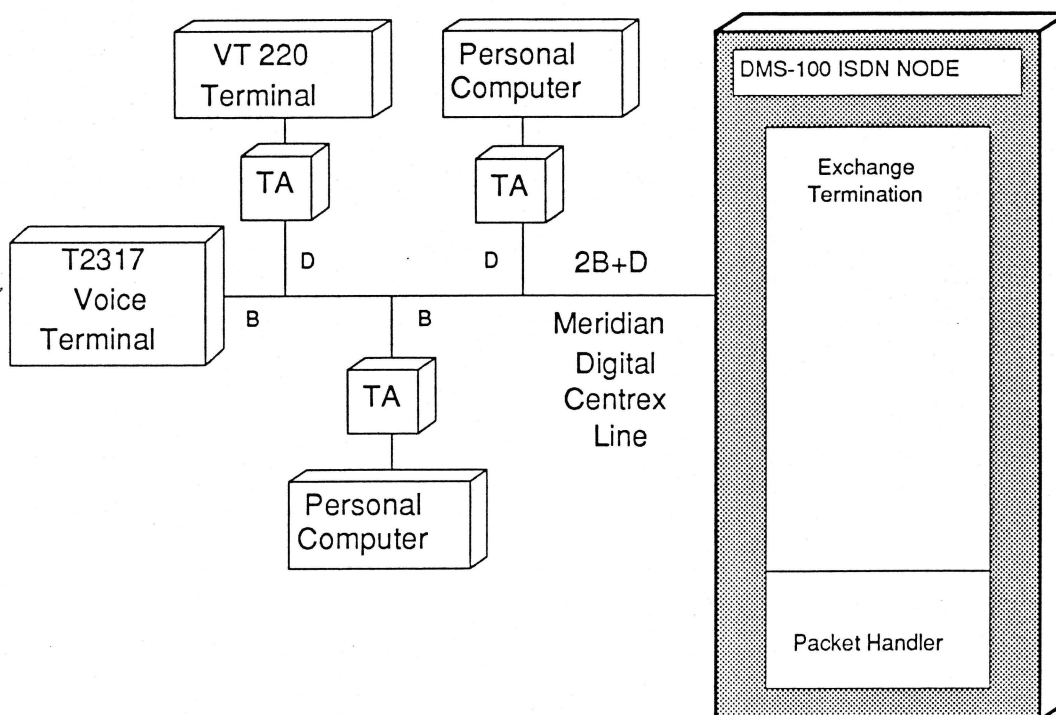 VT 220
Terminal
Personal
Computer
DMS-100 ISDN NODE
TA
TA
Exchange
Termination
T2317
Voice
Terminal
D
D
2B+D
B
B
Meridian
Digital
Centrex
Line
TA
Personal
Computer
Packet Handler